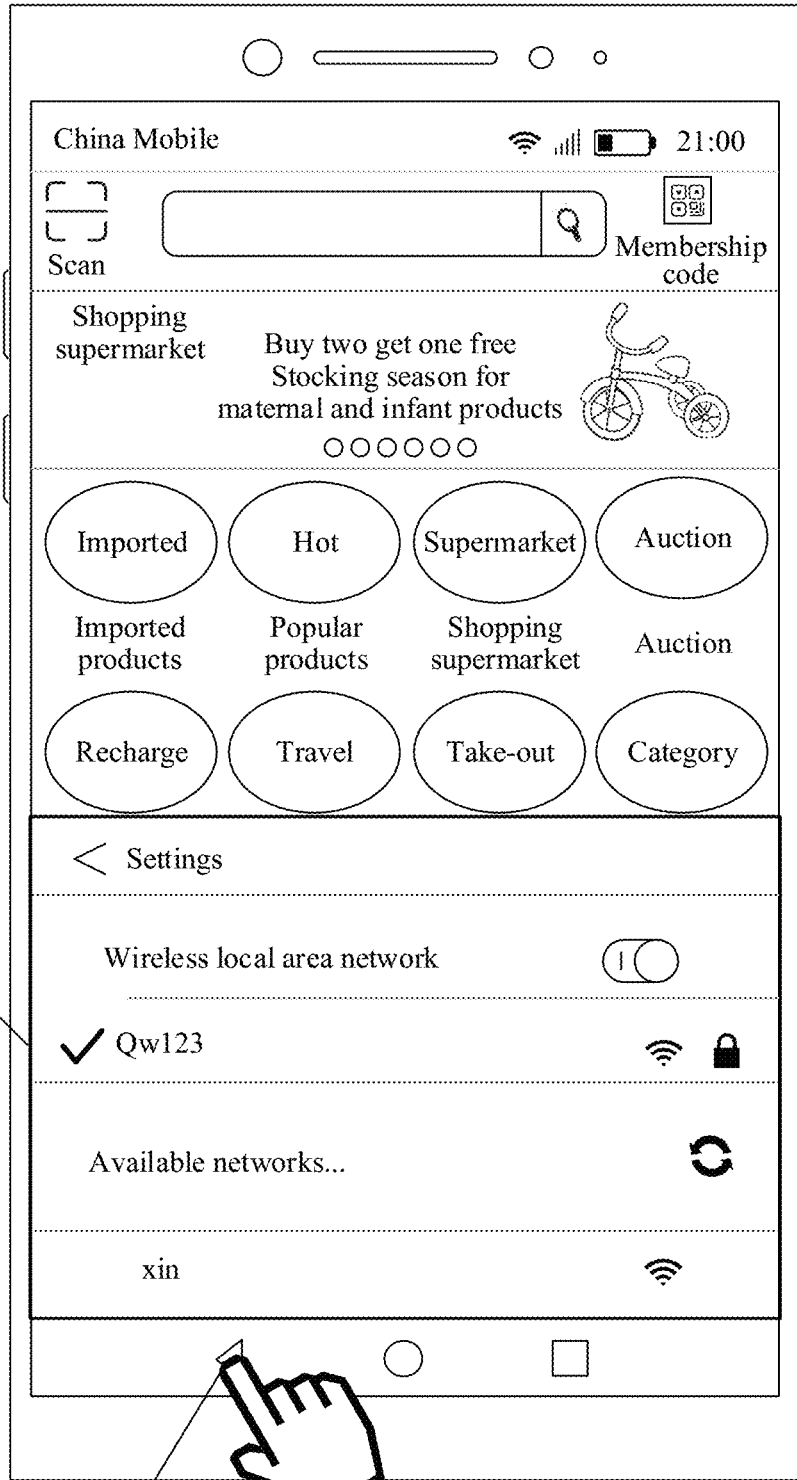 China Mobile
21:00
Scan
Membership
code
Shopping
supermarket
Buy two get one free
Stocking season for
maternal and infant products
Imported
Hot
Supermarket
Auction
Imported
products
Popular
products
Shopping
supermarket
Auction
Recharge
Travel
Take-out
Category
Settings
Wireless local area network
Qw123
Available networks...
xin